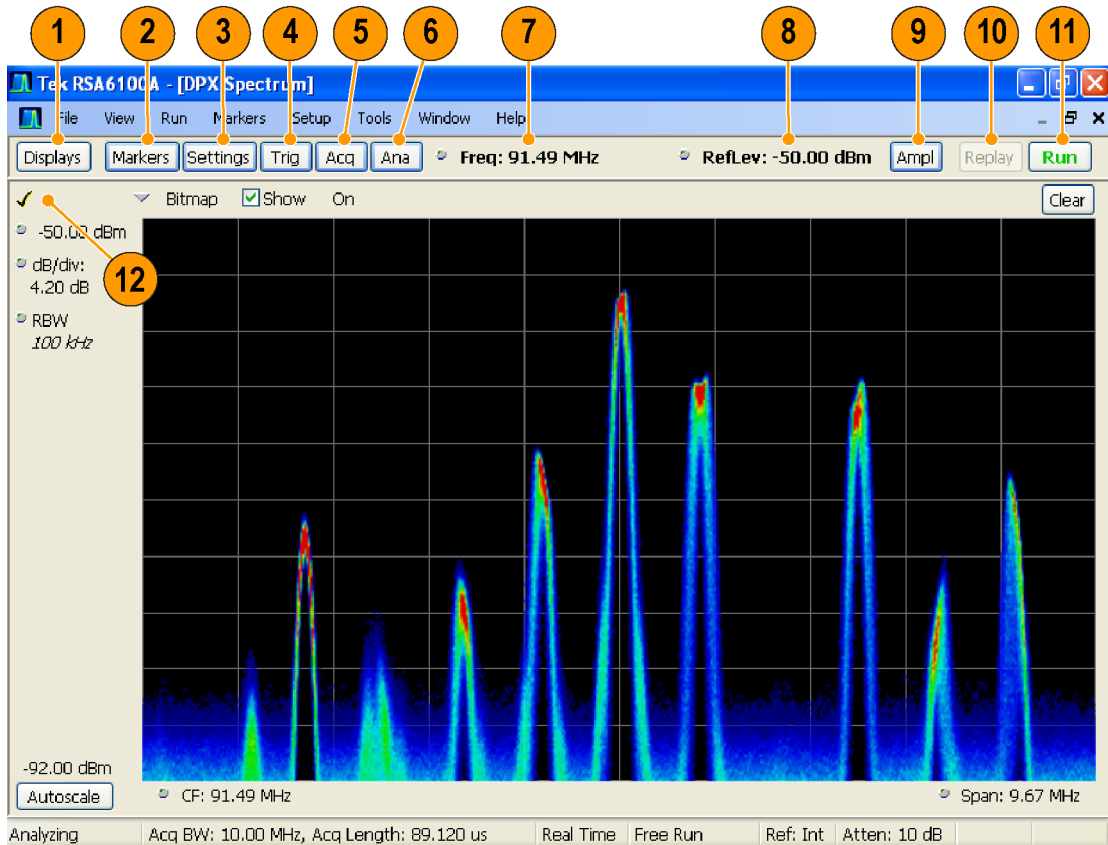 1 2 3 4 5 6 7 8 9 10 11
Tek RSA6100A - [DPX Spectrum]
File View Run Markers Setup Tools Window Help
Displays Markers Settings Trig Acq Ana Freq: 91.49 MHz RefLev: -50.00 dBm Ampl Replay Run
Bitmap Show On Clear
-50.00 dBm
dB/div:
4.20 dB
12
RBW
100 kHz
-92.00 dBm
Autoscale CF: 91.49 MHz Span: 9.67 MHz
Analyzing Acq BW: 10.00 MHz, Acq Length: 89.120 us Real Time Free Run Ref: Int Atten: 10 dB